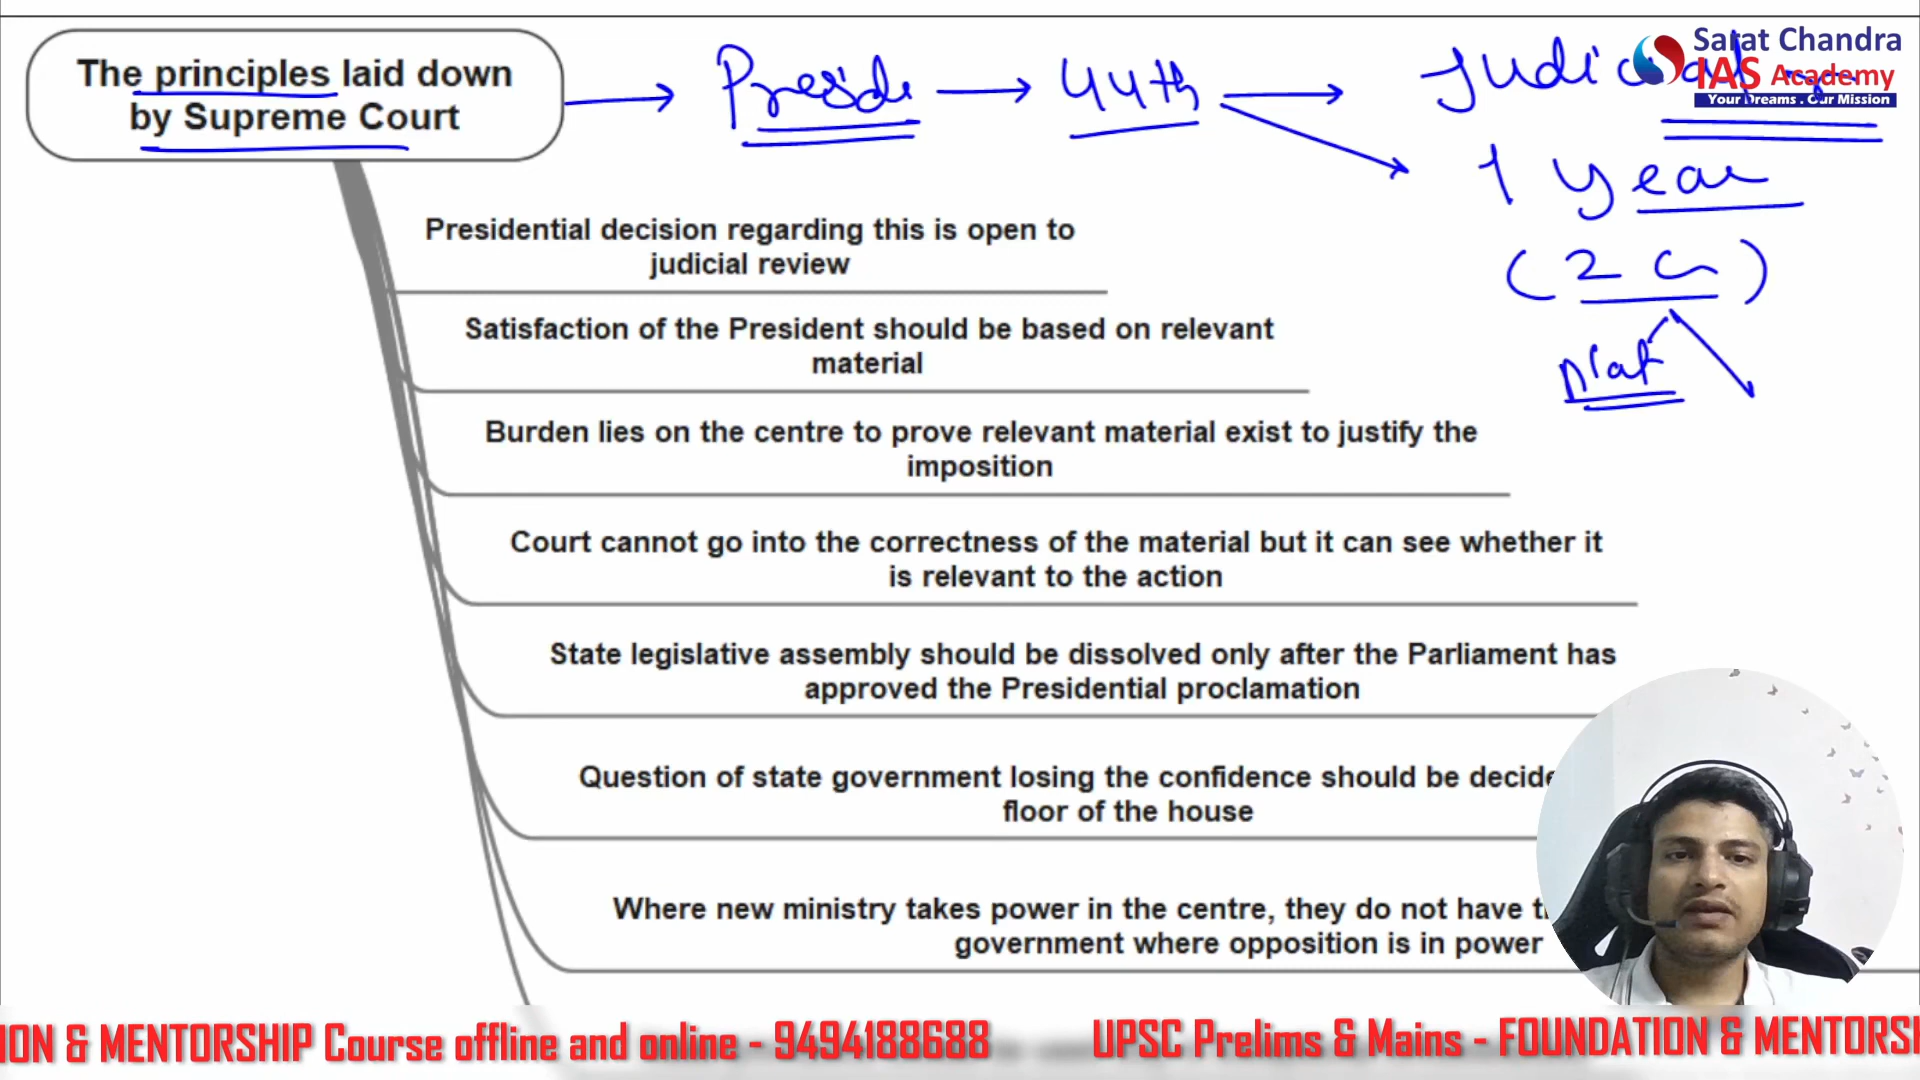 The principles laid down
by Supreme Court
44th
1 year
Sarat Chandra
IAS Academy
Your Dreams . Our Mission
Presidential decision regarding this is open to
judicial review
Satisfaction of the President should be based on relevant
material
Burden lies on the centre to prove relevant material exist to justify the
imposition
Court cannot go into the correctness of the material but it can see whether it
is relevant to the action
State legislative assembly should be dissolved only after the Parliament has
approved the Presidential proclamation
Question of state government losing the confidence should be
floor of the house
Where new ministry takes power in the centre, they do not have
government where opposition is in power
ION & MENTORSHIP Course offline and online - 9494188688 UPSC Prelims & Mains - FOUNDATION & MENTORS